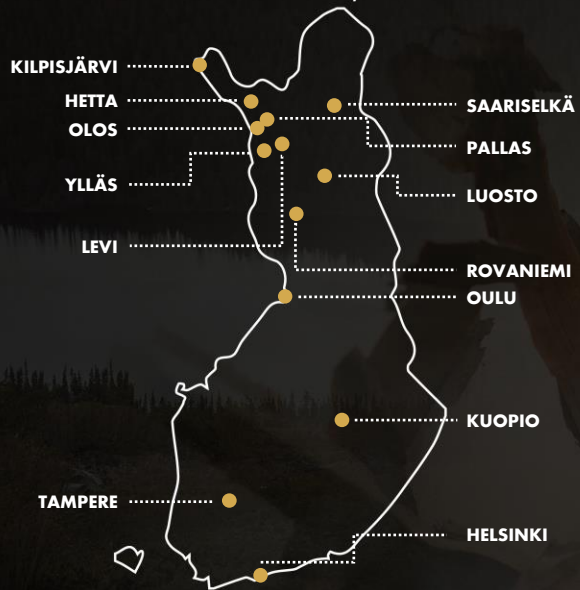 KILPISJÄRVI
HETTA
OLOS
YLLÄS
LEVI
TAMPERE
SAARISELKÄ
PALLAS
LUOSTO
ROVANIEMI
OULU
KUOPIO
HELSINKI